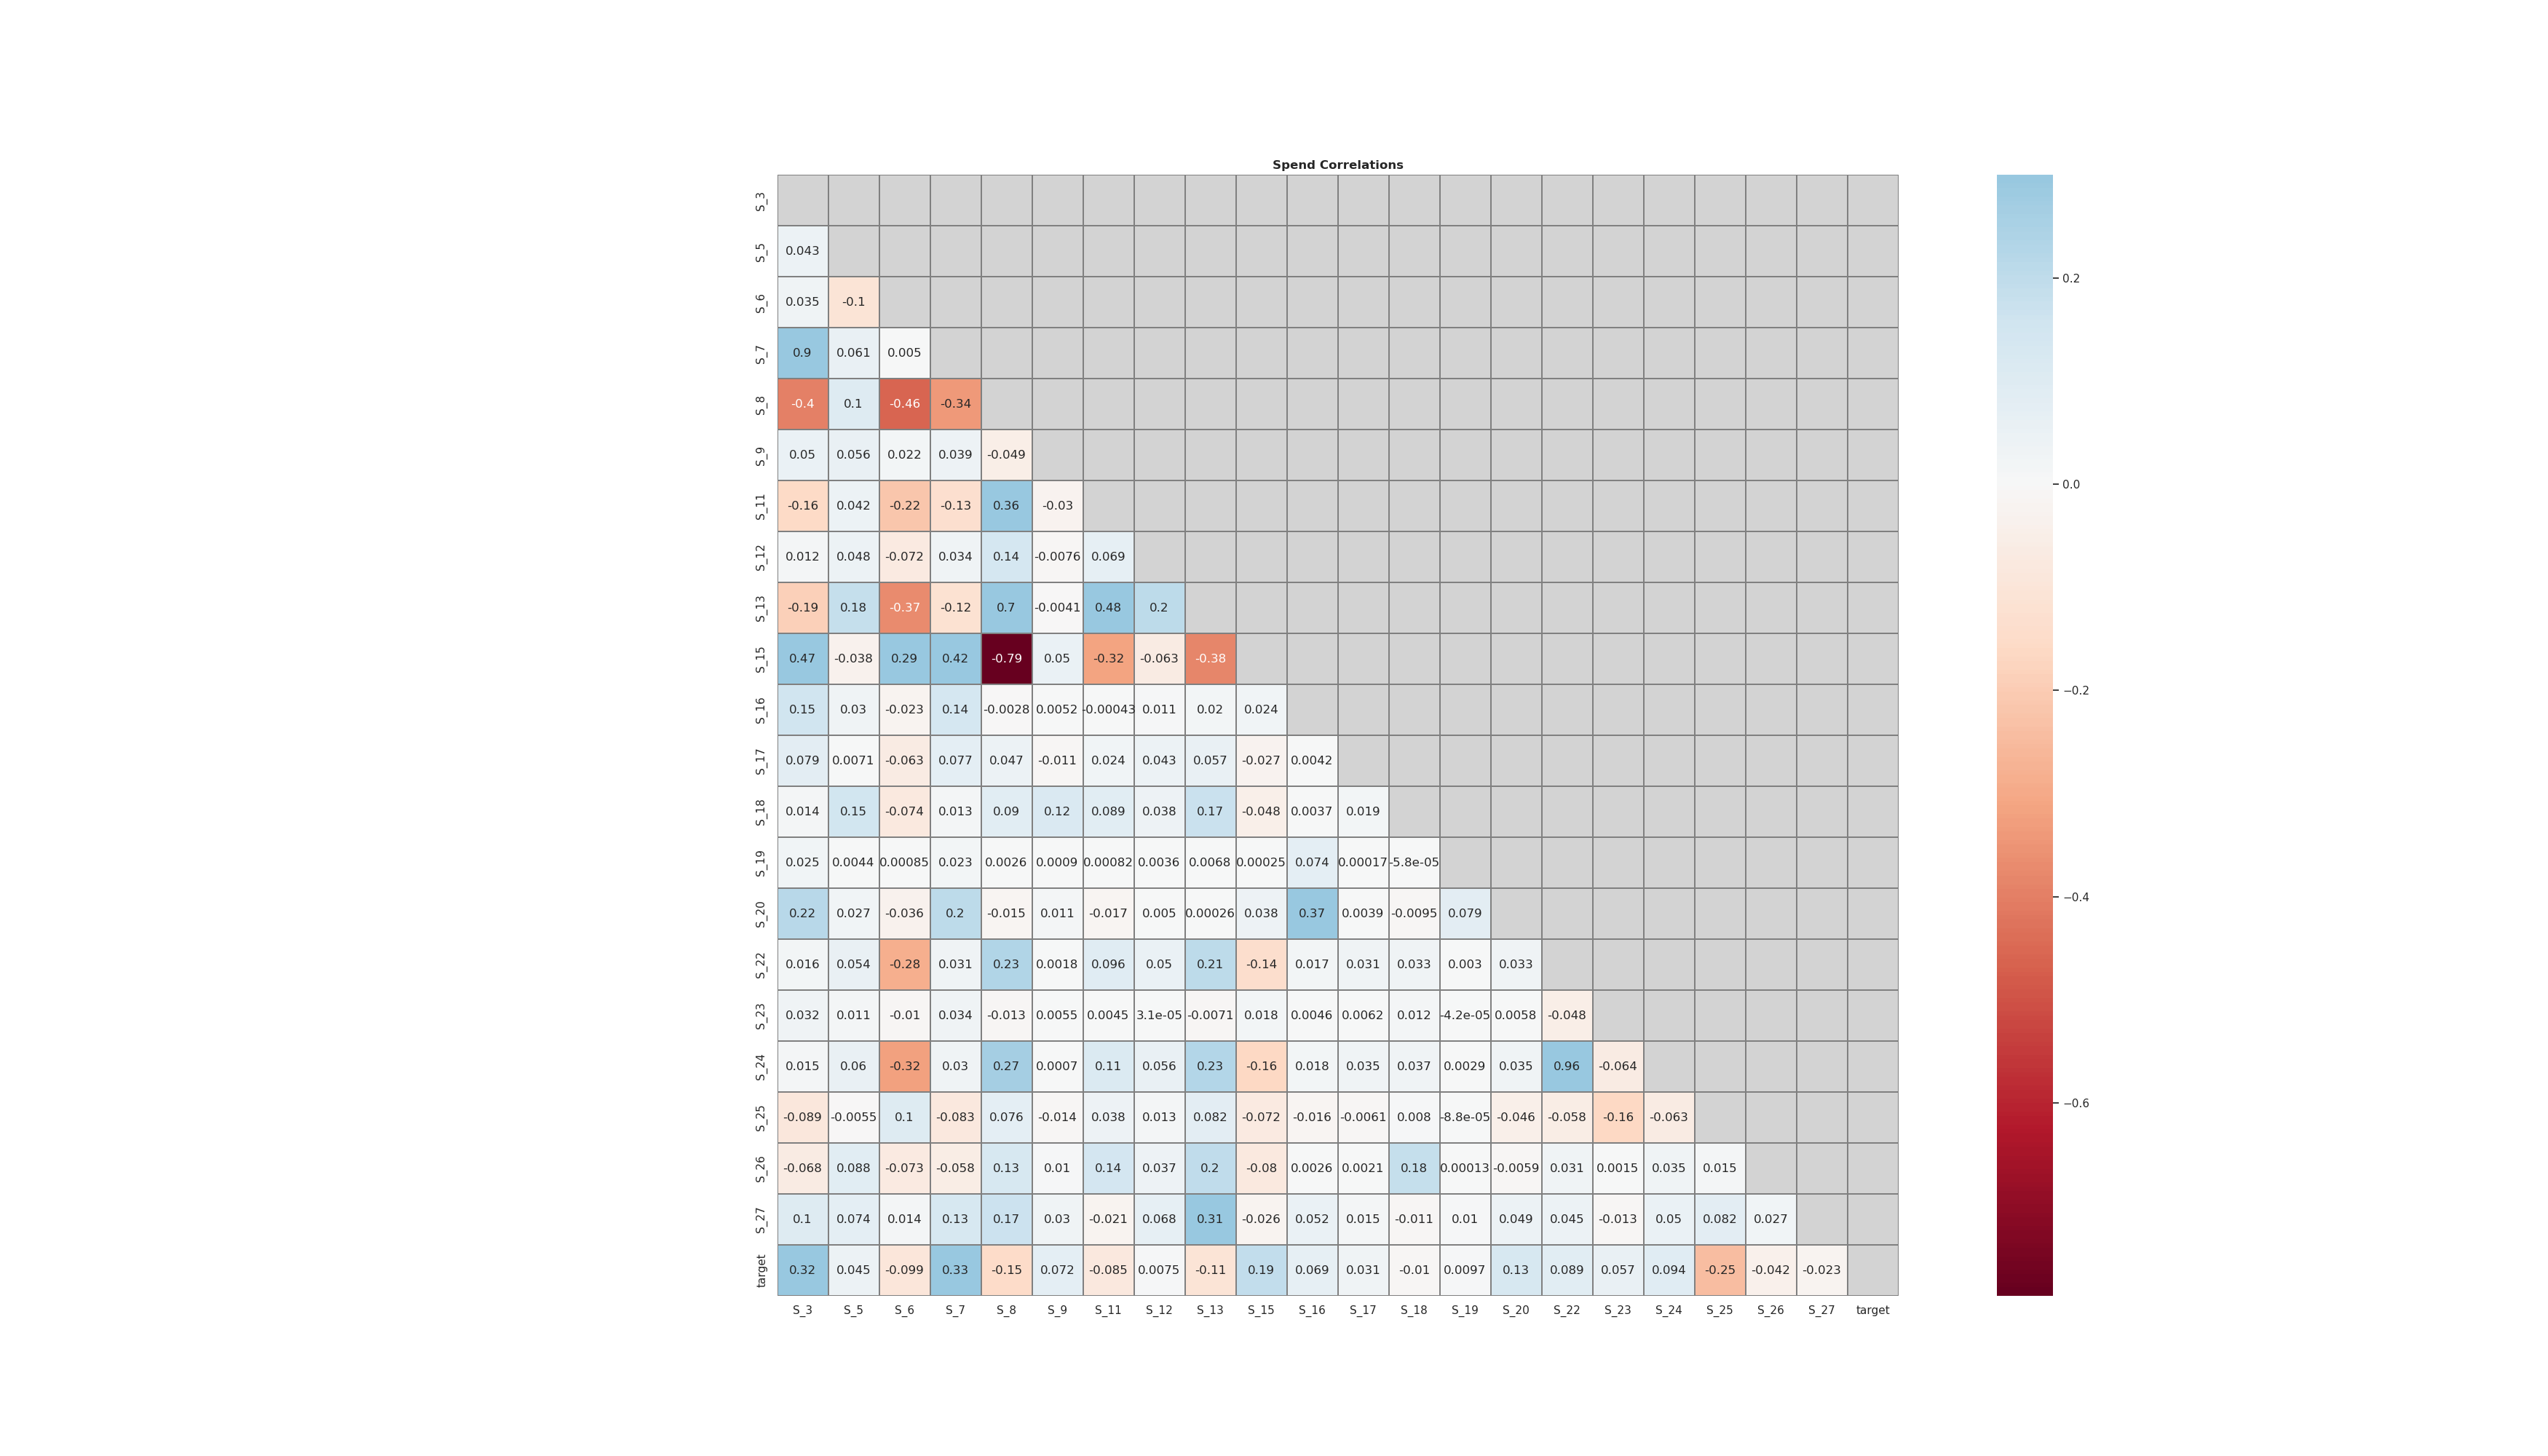 Spend Correlations
S_3
S_5 0.043
S_6 0.035 -0.1
S_7 0.9 0.061 0.005
S_8 -0.4 0.1 -0.46 -0.34
S_9 0.05 0.056 0.022 0.039 -0.049
S_11 -0.16 0.042 -0.22 -0.13 0.36 -0.03
S_12 0.012 0.048 -0.072 0.034 0.14 -0.0076 0.069
S_13 -0.19 0.18 -0.37 -0.12 0.7 -0.0041 0.48 0.2
S_15 0.47 -0.038 0.29 0.42 -0.79 0.05 -0.32 -0.063 -0.38
S_16 0.15 0.03 -0.023 0.14 -0.0028 0.0052 -0.00043 0.011 0.02 0.024
S_17 0.079 0.0071 -0.063 0.077 0.047 -0.011 0.024 0.043 0.057 -0.027 0.0042
S_18 0.014 0.15 -0.074 0.013 0.09 0.12 0.089 0.038 0.17 -0.048 0.0037 0.019
S_19 0.025 0.0044 0.00085 0.023 0.0026 0.0009 0.00082 0.0036 0.0068 0.00025 0.074 0.00017 -5.8e-05
S_20 0.22 0.027 -0.036 0.2 -0.015 0.011 -0.017 0.005 0.00026 0.038 0.37 0.0039 -0.0095 0.079
S_22 0.016 0.054 -0.28 0.031 0.23 0.0018 0.096 0.05 0.21 -0.14 0.017 0.031 0.033 0.003 0.033
S_23 0.032 0.011 -0.01 0.034 -0.013 0.0055 0.0045 3.1e-05 -0.0071 0.018 0.0046 0.0062 0.012 -4.2e-05 0.0058 -0.048
S_24 0.015 0.06 -0.32 0.03 0.27 0.0007 0.11 0.056 0.23 -0.16 0.018 0.035 0.037 0.0029 0.035 0.96 -0.064
S_25 -0.089 -0.0055 0.1 -0.083 0.076 -0.014 0.038 0.013 0.082 -0.072 -0.016 -0.0061 0.008 -8.8e-05 -0.046 -0.058 -0.16 -0.063
S_26 -0.068 0.088 -0.073 -0.058 0.13 0.01 0.14 0.037 0.2 -0.08 0.0026 0.0021 0.18 0.00013 -0.0059 0.031 0.0015 0.035 0.015
S_27 0.1 0.074 0.014 0.13 0.17 0.03 -0.021 0.068 0.31 -0.026 0.052 0.015 -0.011 0.01 0.049 0.045 -0.013 0.05 0.082 0.027
target 0.32 0.045 -0.099 0.33 -0.15 0.072 -0.085 0.0075 -0.11 0.19 0.069 0.031 -0.01 0.0097 0.13 0.089 0.057 0.094 -0.25 -0.042 -0.023
S_3 S_5 S_6 S_7 S_8 S_9 S_11 S_12 S_13 S_15 S_16 S_17 S_18 S_19 S_20 S_22 S_23 S_24 S_25 S_26 S_27 target
0.2
0.0
−0.2
−0.4
−0.6